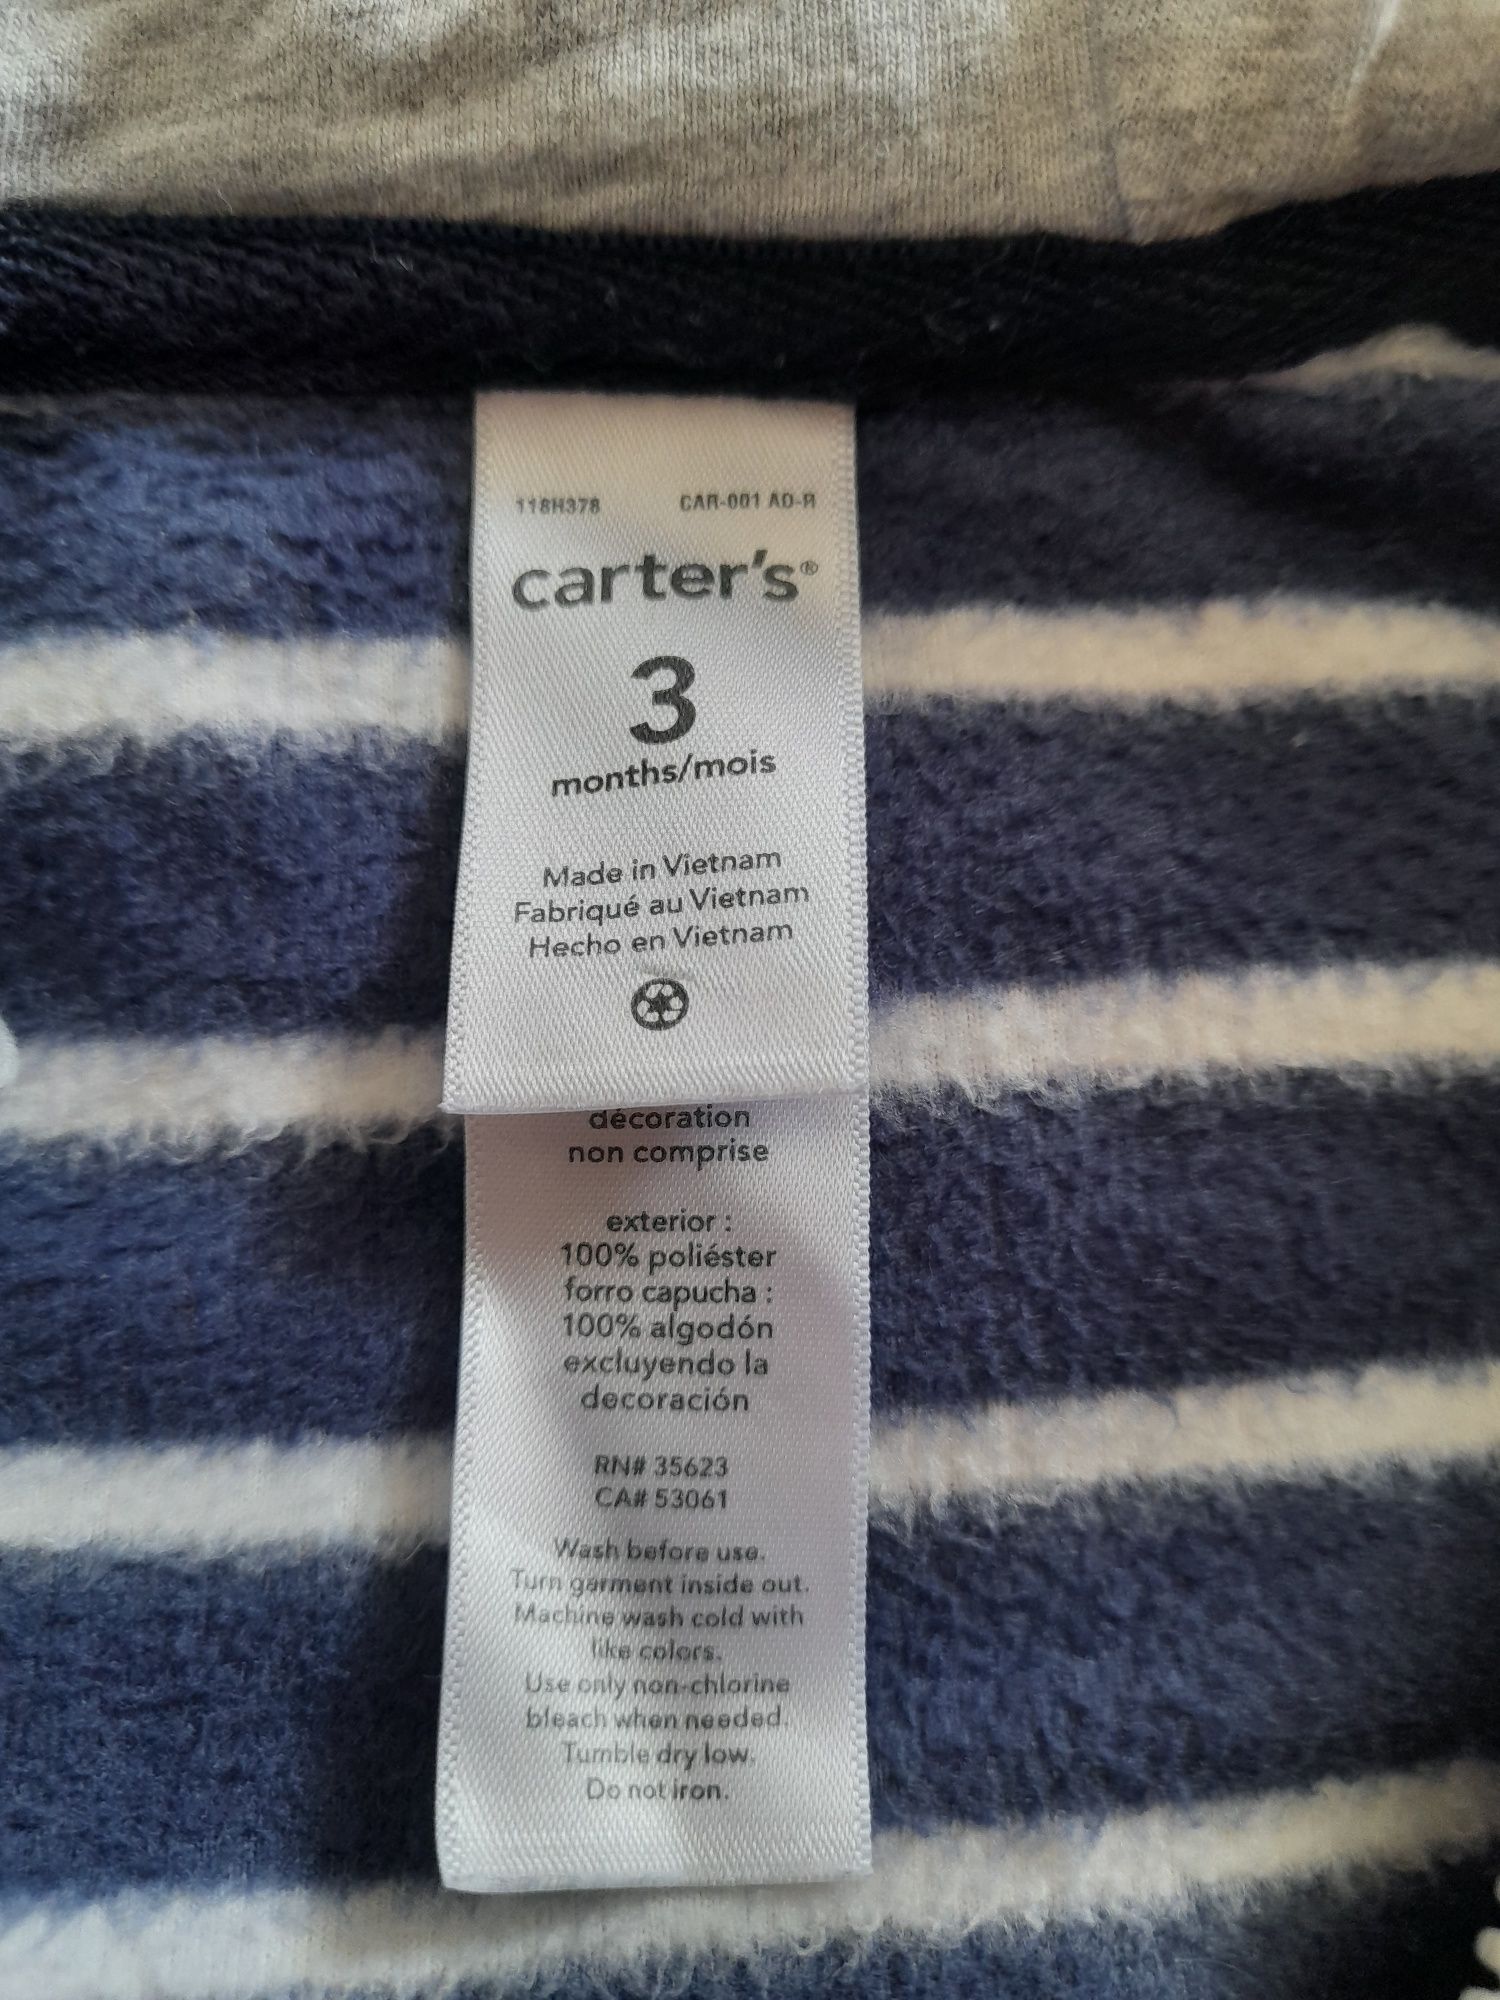 118H378 CAR-001 AO-R
carter's®
3
months/mois
Made in Vietnam
Fabriqué au Vietnam
Hecho en Vietnam
décoration
non comprise
exterior :
100% poliéster
forro capucha :
100% algodón
excluyendo la
decoración
RN# 35623
CA# 53061
Wash before use.
Turn garment inside out.
Machine wash cold with
like colors.
Use only non-chlorine
bleach when needed.
Tumble dry low.
Do not iron.